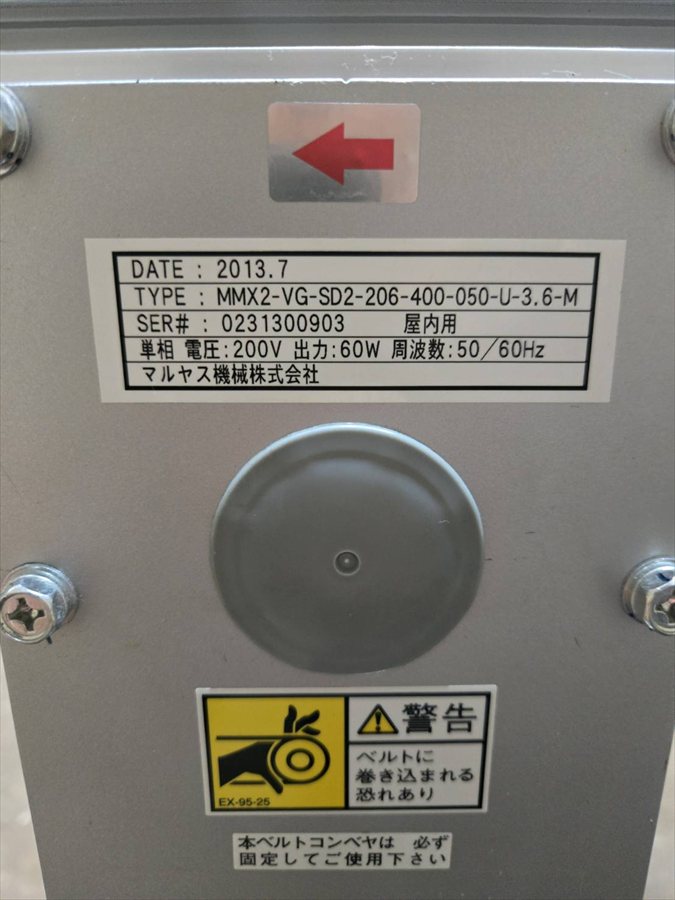 DATE : 2013.7
TYPE : MMX2-VG-SD2-206-400-050-U-3.6-M
SER# : 0231300903 屋内用
単相 電圧:200V 出力:60W 周波数:50/60Hz
マルヤス機械株式会社
警告
ベルトに
巻き込まれる
恐れあり
EX-95-25
本ベルトコンベヤは 必ず
固定してご使用下さい